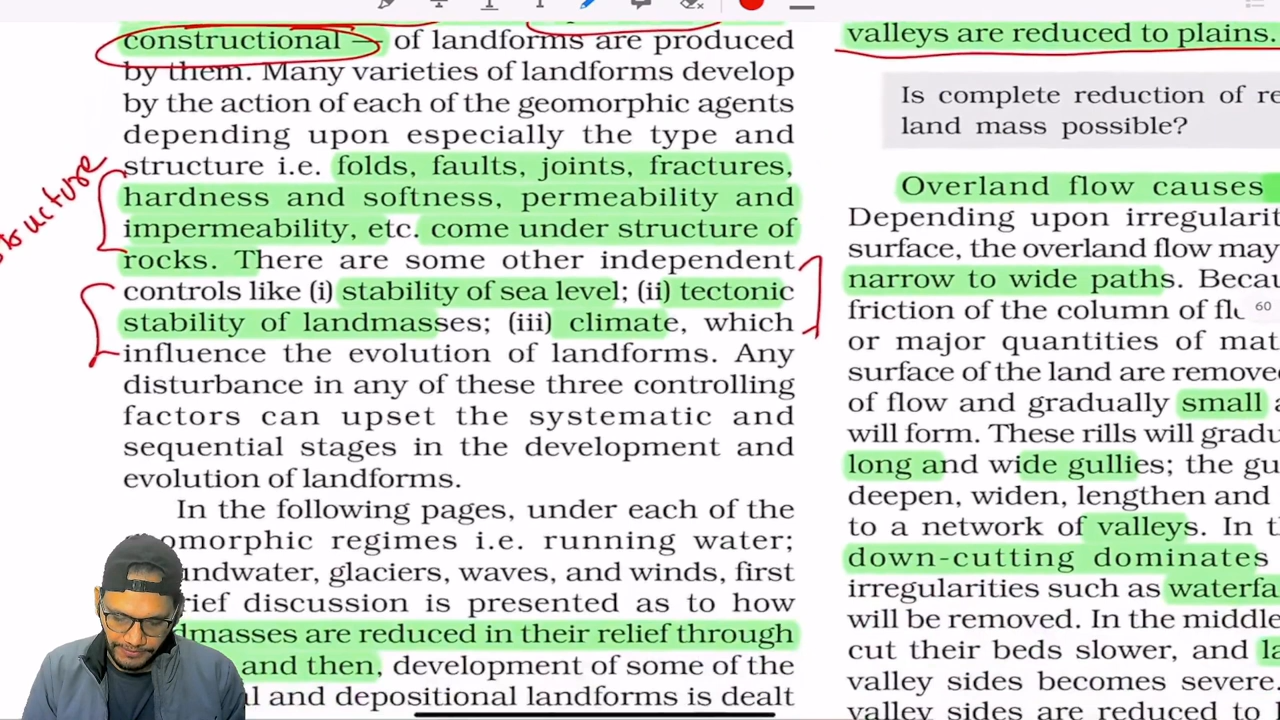 constructional — of landforms are produced
by them. Many varieties of landforms develop
by the action of each of the geomorphic agents
depending upon especially the type and
structure i.e. folds, faults, joints, fractures,
hardness and softness, permeability and
impermeability, etc. come under structure of
rocks. There are some other independent
controls like (i) stability of sea level; (ii) tectonic
stability of landmasses; (iii) climate, which
influence the evolution of landforms. Any
disturbance in any of these three controlling
factors can upset the systematic and
sequential stages in the development and
evolution of landforms.
In the following pages, under each of the
omorphic regimes i.e. running water;
undwater, glaciers, waves, and winds, first
rief discussion is presented as to how
dmasses are reduced in their relief through
and then, development of some of the
l and depositional landforms is dealt
structure
valleys are reduced to plains.
Is complete reduction of re
land mass possible?
Overland flow causes
Depending upon irregularit
surface, the overland flow may
narrow to wide paths. Becau
friction of the column of flo
60
or major quantities of mat
surface of the land are remove
of flow and gradually small a
will form. These rills will gradu
long and wide gullies; the gu
deepen, widen, lengthen and
to a network of valleys. In t
down-cutting dominates
irregularities such as waterfa
will be removed. In the middle
cut their beds slower, and la
valley sides becomes severe.
valley sides are reduced to l